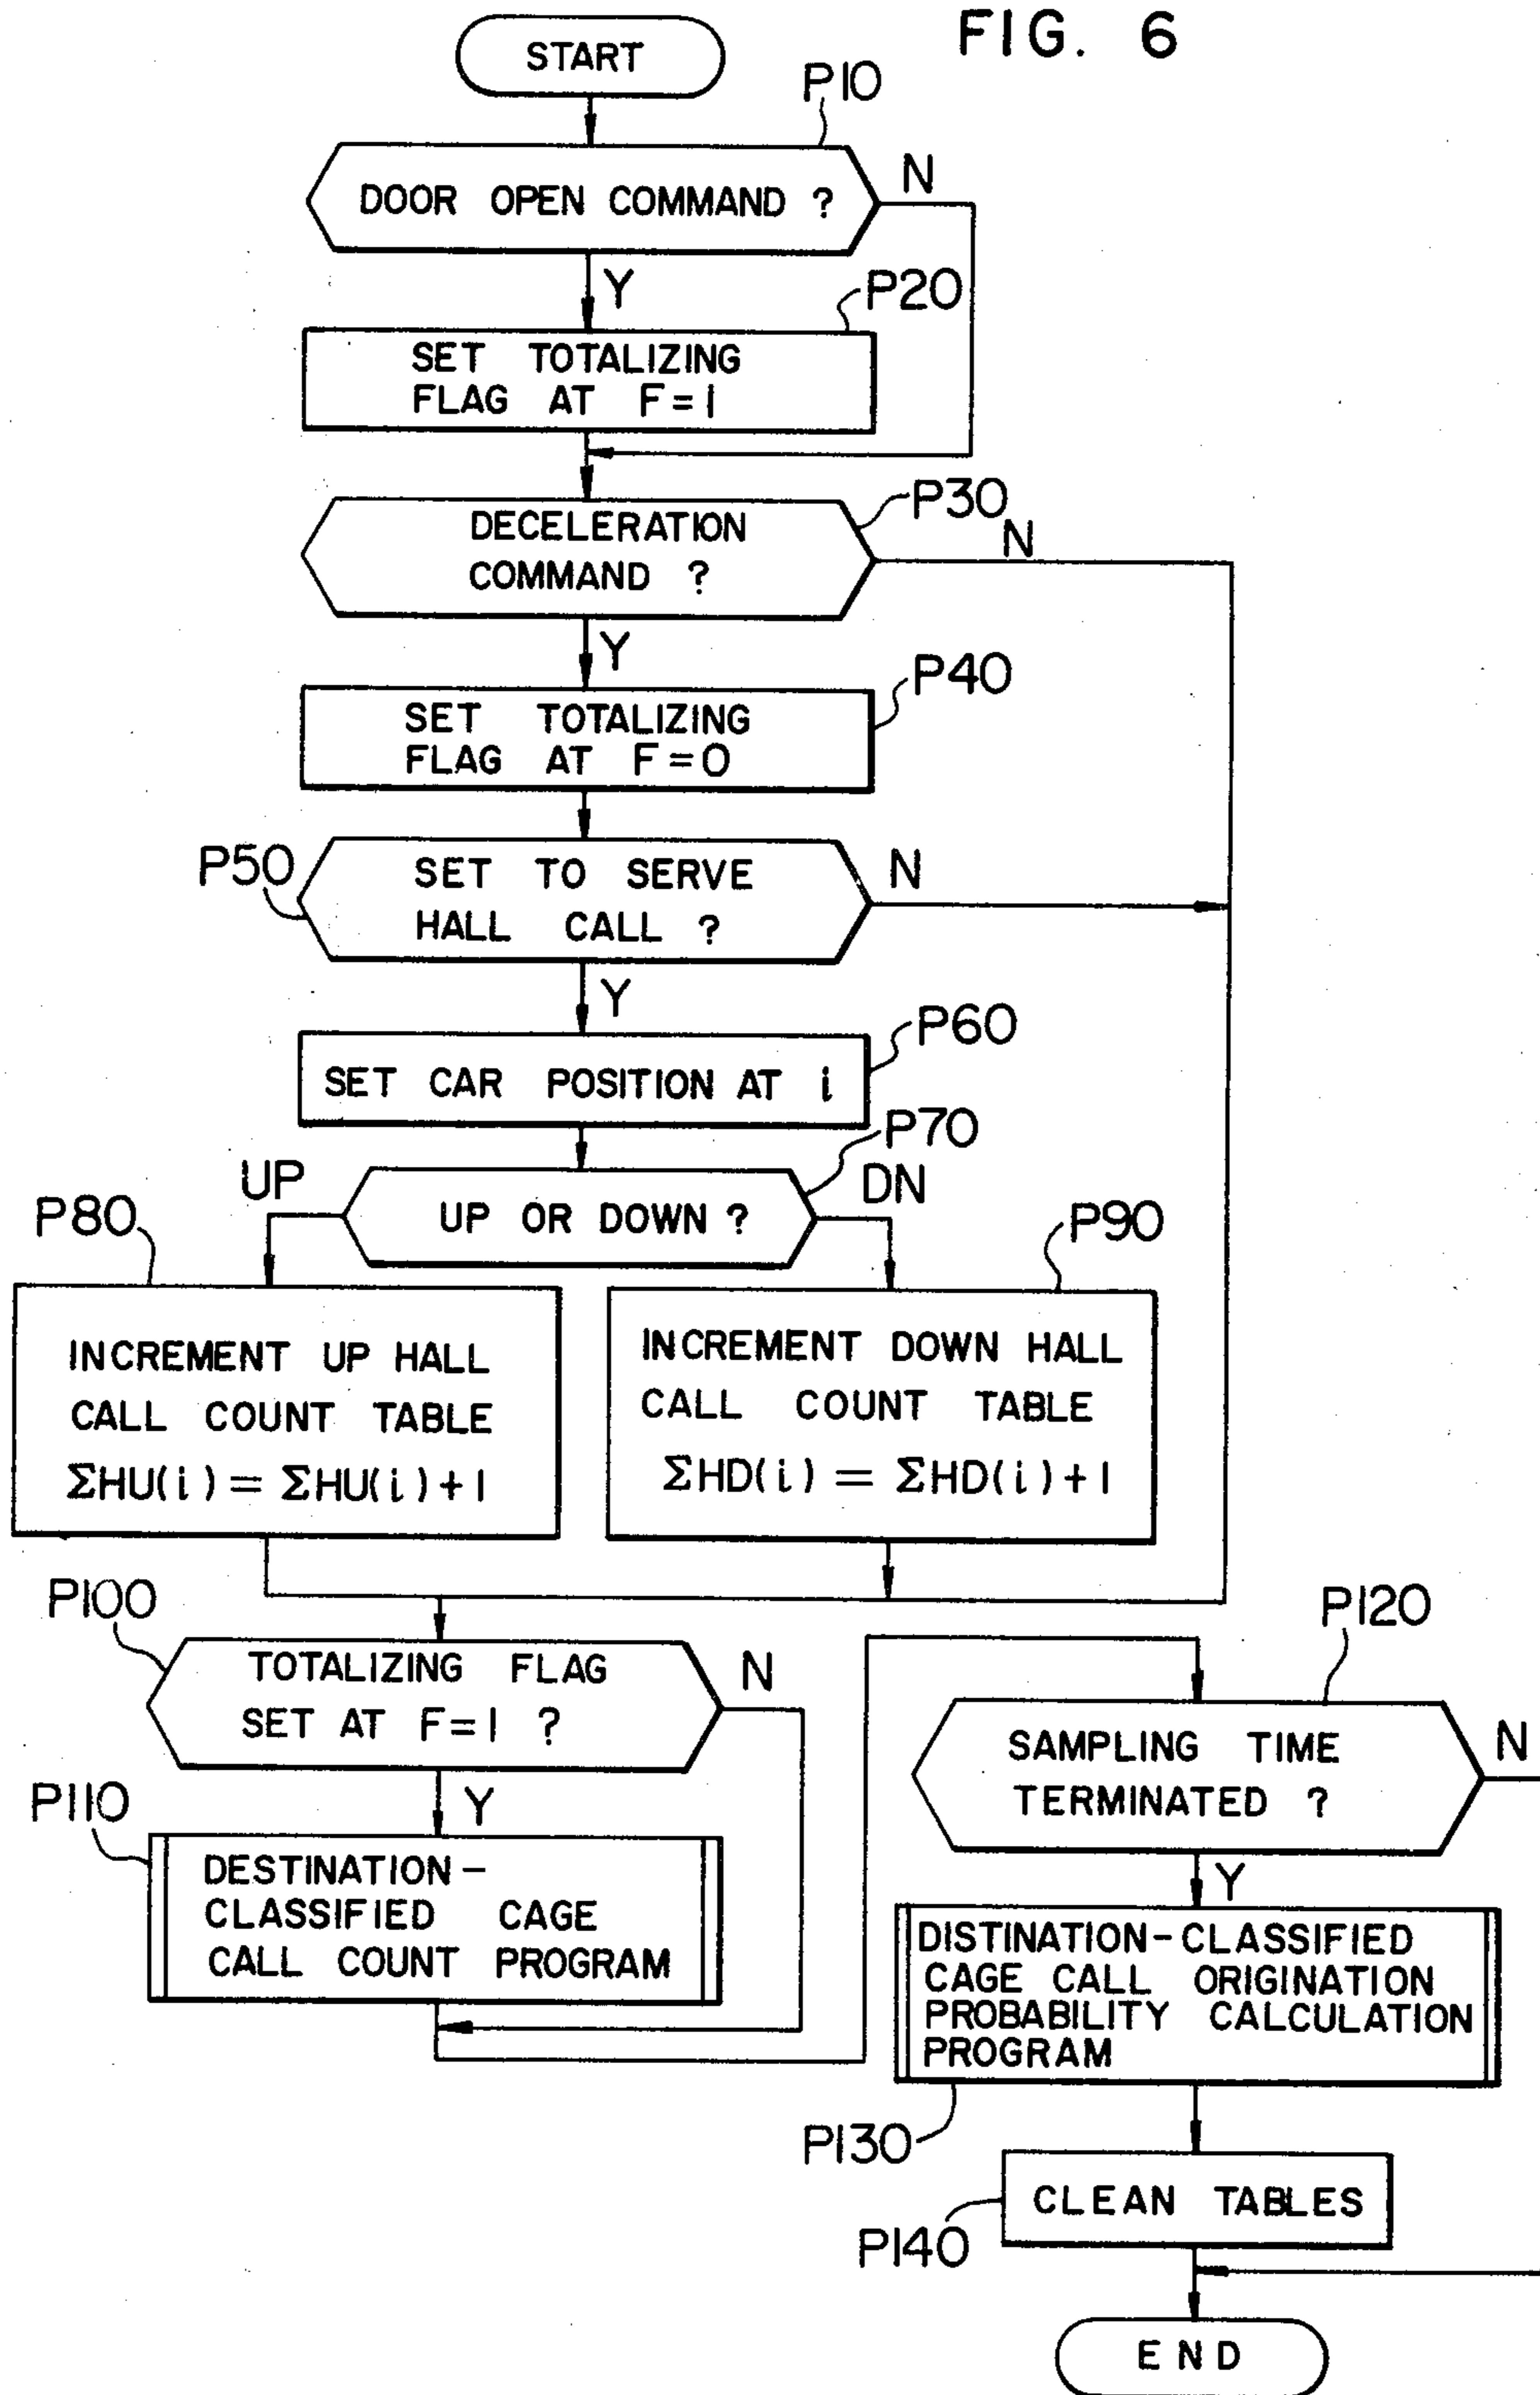 FIG. 6
START
P10
DOOR OPEN COMMAND ?
N
Y
P20
SET TOTALIZING
FLAG AT F=1
P30
DECELERATION
COMMAND ?
N
Y
P40
SET TOTALIZING
FLAG AT F=0
P50
SET TO SERVE
HALL CALL ?
N
Y
P60
SET CAR POSITION AT i
P70
UP
UP OR DOWN ?
DN
P80
INCREMENT UP HALL
CALL COUNT TABLE
ΣHU(i) = ΣHU(i)+1
P90
INCREMENT DOWN HALL
CALL COUNT TABLE
ΣHD(i) = ΣHD(i)+1
P100
TOTALIZING FLAG
SET AT F=1 ?
N
Y
P110
DESTINATION-
CLASSIFIED CAGE
CALL COUNT PROGRAM
P120
SAMPLING TIME
TERMINATED ?
N
Y
DISTINATION-CLASSIFIED
CAGE CALL ORIGINATION
PROBABILITY CALCULATION
PROGRAM
P130
CLEAN TABLES
P140
END